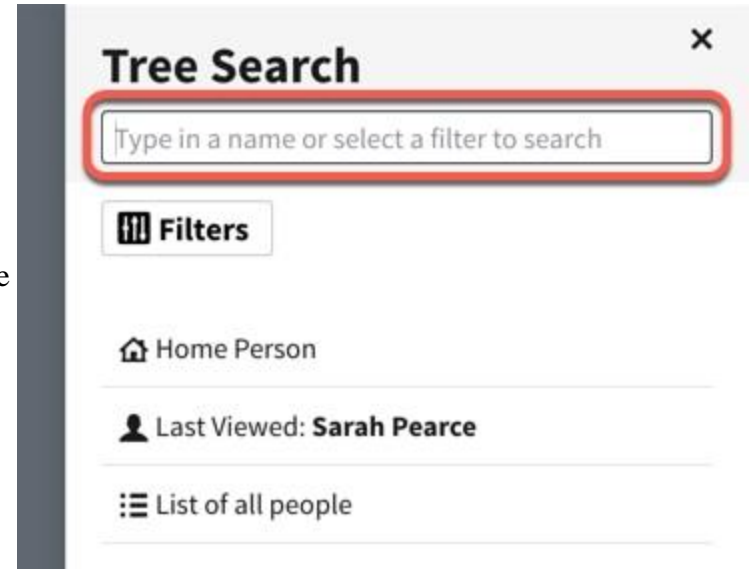 Tree Search
Type in a name or select a filter to search
Filters
e
Home Person
Last Viewed: Sarah Pearce
List of all people